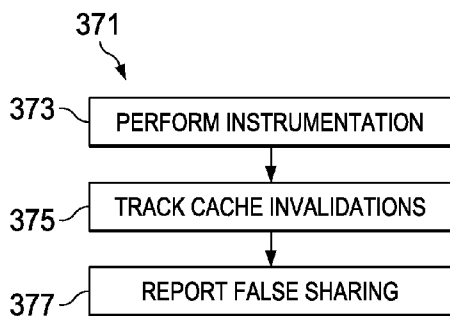 371
373
PERFORM INSTRUMENTATION
375
TRACK CACHE INVALIDATIONS
377
REPORT FALSE SHARING